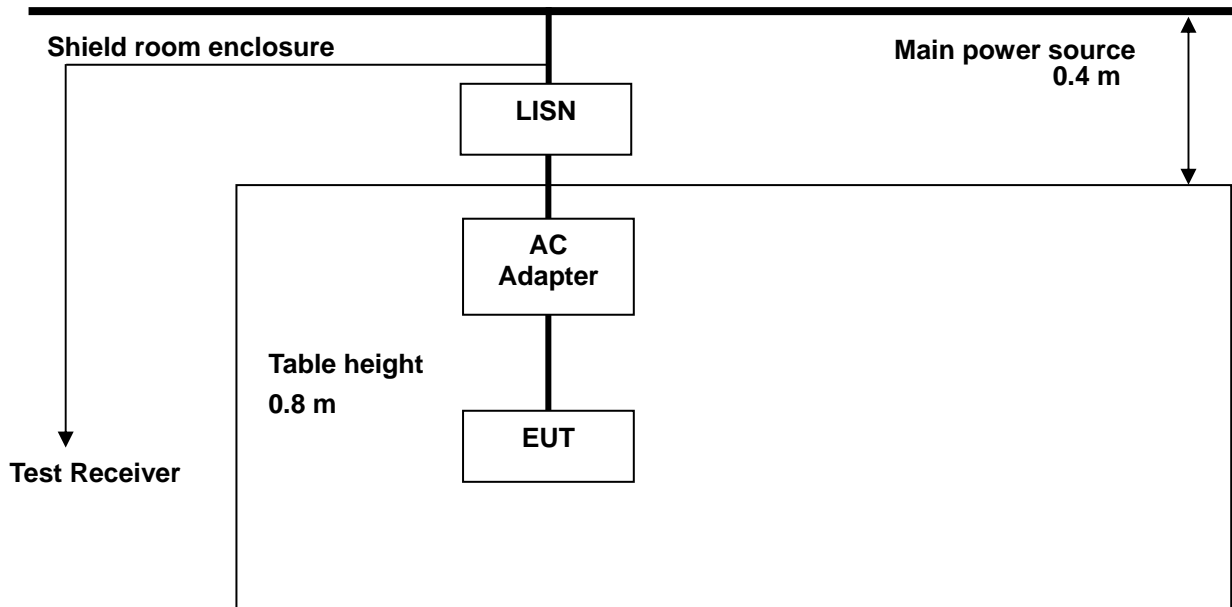 Shield room enclosure
Main power source
0.4 m
LISN
AC
Adapter
Table height
0.8 m
EUT
Test Receiver